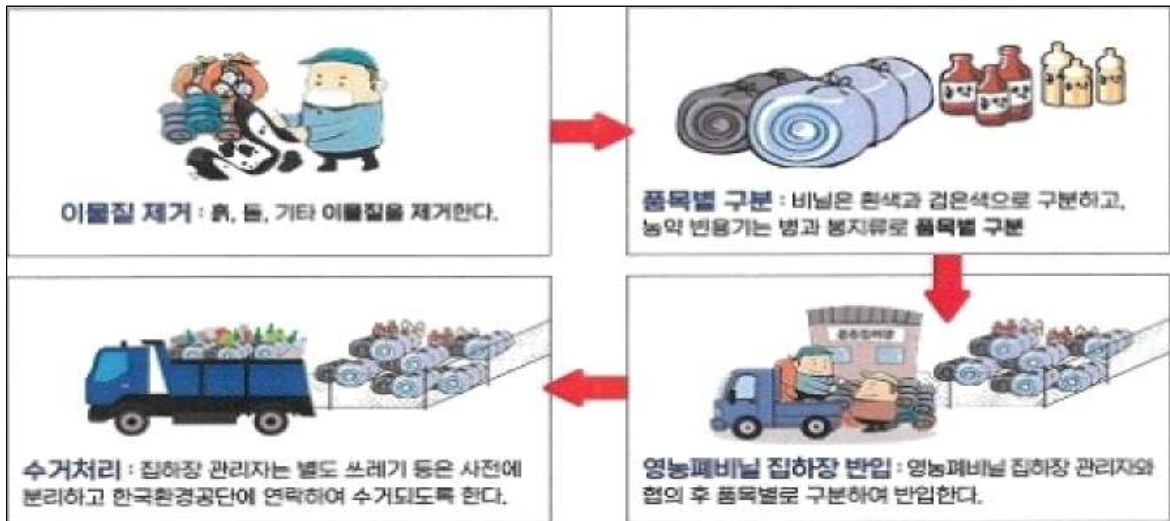 이물질 제거 : 흙, 돌, 기타 이물질을 제거한다.
농약
농약
농약
품목별 구분 : 비닐은 흰색과 검은색으로 구분하고,
농약 빈용기는 병과 봉지류로 품목별 구분
영농폐비닐 집하장 반입 : 영농폐비닐 집하장 관리자와
협의 후 품목별로 구분하여 반입한다.
수거처리 : 집하장 관리자는 별도 쓰레기 등은 사전에
분리하고 한국환경공단에 연락하여 수거되도록 한다.